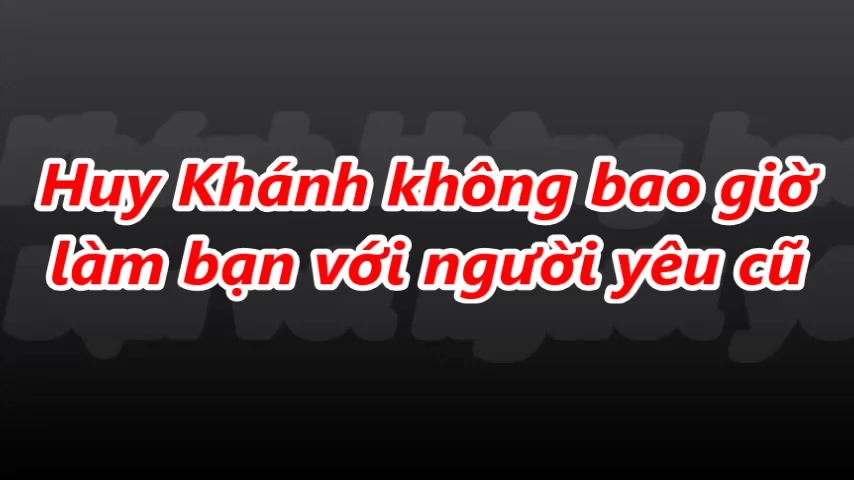 Huy Khánh không bao giờ
làm bạn với người yêu cũ